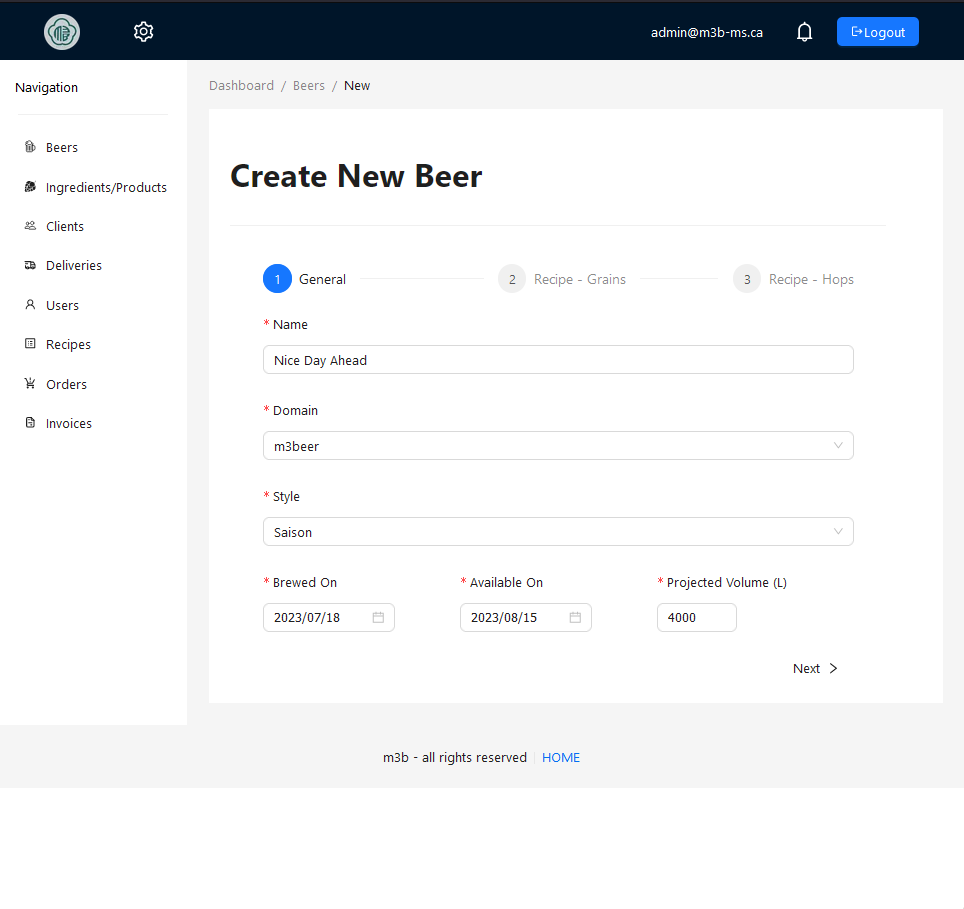 admin@m3b-ms.ca
Logout
Navigation
Beers
Ingredients/Products
Clients
Deliveries
Users
Recipes
Orders
Invoices
Dashboard / Beers / New
Create New Beer
1 General
2 Recipe - Grains
3 Recipe - Hops
* Name
Nice Day Ahead
* Domain
m3beer
* Style
Saison
* Brewed On * Available On * Projected Volume (L)
2023/07/18 2023/08/15 4000
Next
m3b - all rights reserved HOME